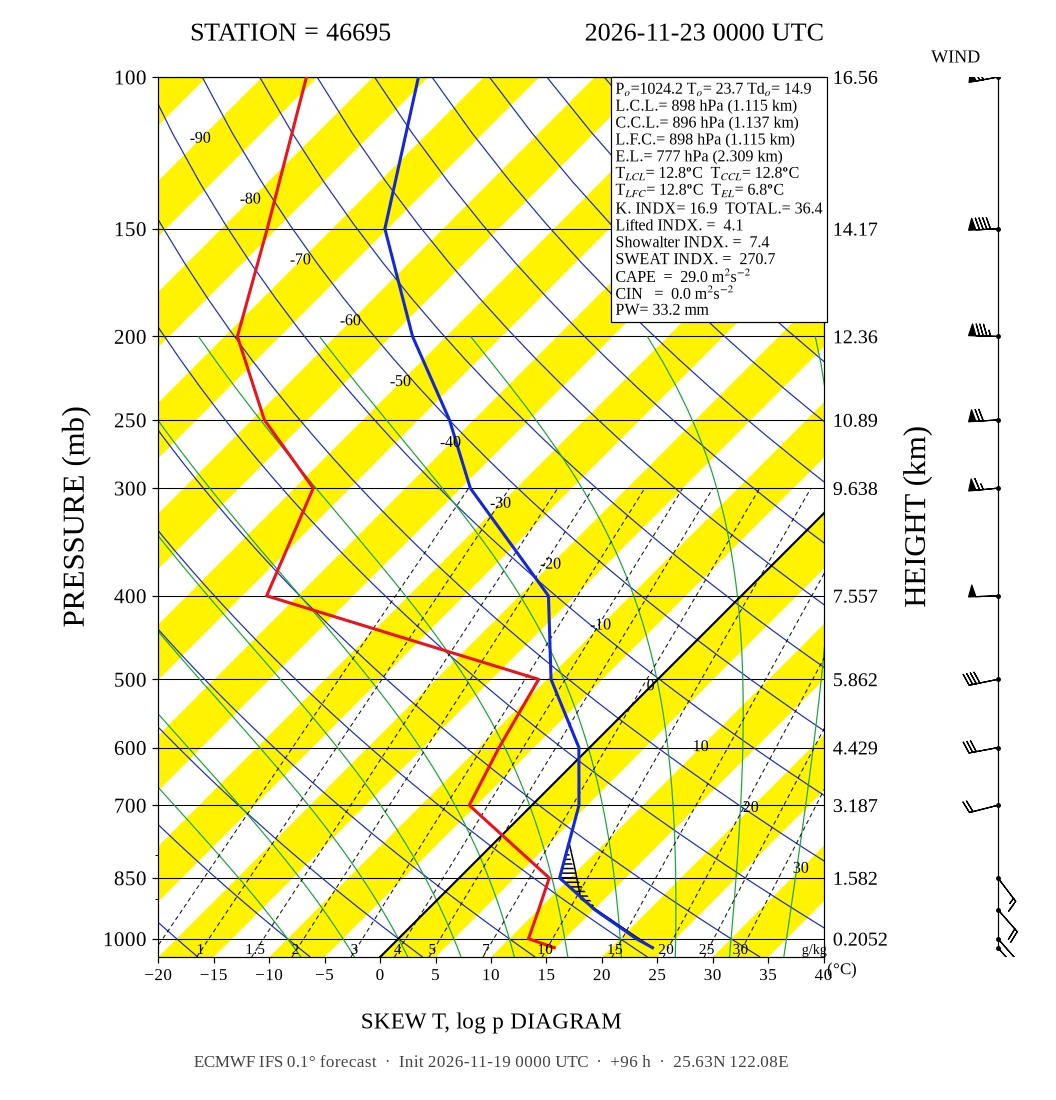 STATION = 46695
2026-11-23 0000 UTC
WIND
P_o=1024.2 T_o= 23.7 Td_o= 14.9
L.C.L.= 898 hPa (1.115 km)
C.C.L.= 896 hPa (1.137 km)
L.F.C.= 898 hPa (1.115 km)
E.L.= 777 hPa (2.309 km)
T_LCL= 12.8°C T_CCL= 12.8°C
T_LFC= 12.8°C T_EL= 6.8°C
K. INDX= 16.9 TOTAL.= 36.4
Lifted INDX. = 4.1
Showalter INDX. = 7.4
SWEAT INDX. = 270.7
CAPE = 29.0 m²s⁻²
CIN = 0.0 m²s⁻²
PW= 33.2 mm
100
150
200
250
300
400
500
600
700
850
1000
PRESSURE (mb)
-90
-80
-70
-60
-50
-40
-30
-20
-10
0
10
20
30
16.56
14.17
12.36
10.89
9.638
7.557
5.862
4.429
3.187
1.582
0.2052
HEIGHT (km)
1 1.5 2 3 4 5 7 10 15 20 25 30 g/kg
−20 −15 −10 −5 0 5 10 15 20 25 30 35 40 (°C)
SKEW T, log p DIAGRAM
ECMWF IFS 0.1° forecast · Init 2026-11-19 0000 UTC · +96 h · 25.63N 122.08E